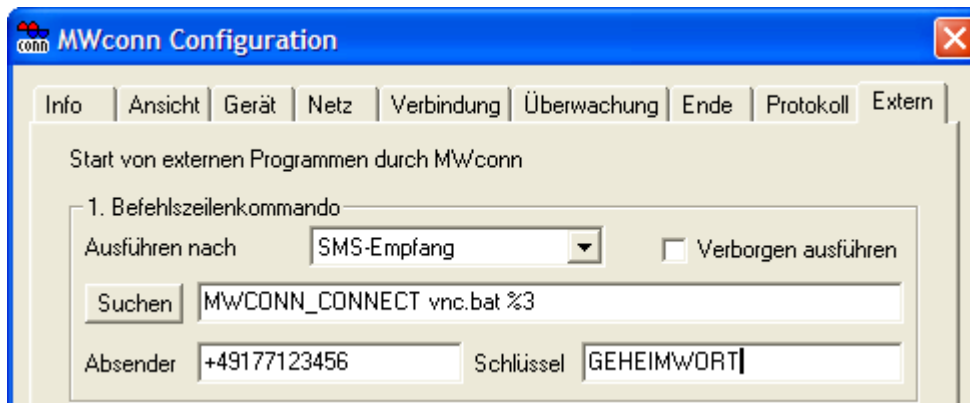 conn MWconn Configuration
Info Ansicht Gerät Netz Verbindung Überwachung Ende Protokoll Extern
Start von externen Programmen durch MWconn
1. Befehlszeilenkommando
Ausführen nach SMS-Empfang Verborgen ausführen
Suchen MWCONN_CONNECT vnc.bat %3
Absender +49177123456 Schlüssel GEHEIMWORT